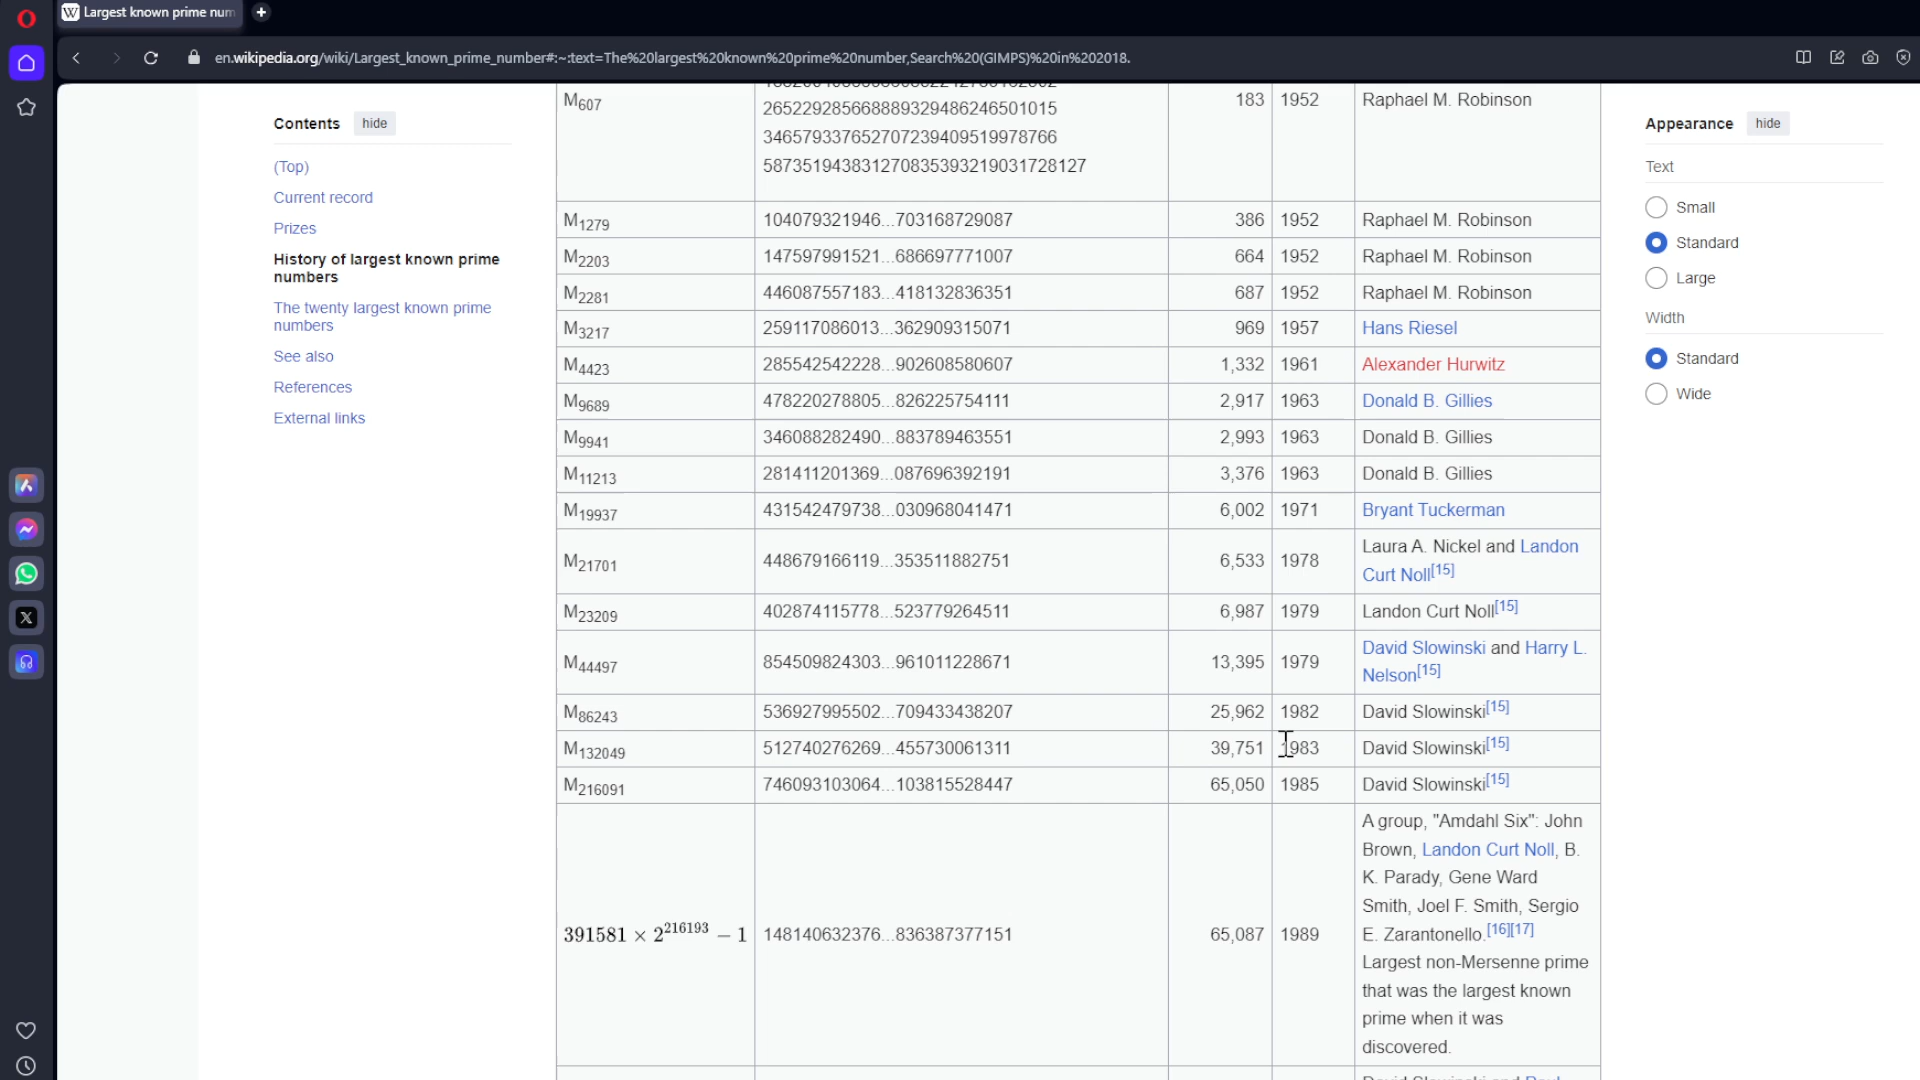 Largest known prime num
en.wikipedia.org/wiki/Largest_known_prime_number#:~:text=The%20largest%20known%20prime%20number,Search%20(GIMPS)%20in%202018.
Contents hide
(Top)
Current record
Prizes
History of largest known prime
numbers
The twenty largest known prime
numbers
See also
References
External links
M607 183 1952 Raphael M. Robinson
265229285668889329486246501015
346579337652707239409519978766
587351943831270835393219031728127
M1279 104079321946...703168729087 386 1952 Raphael M. Robinson
M2203 147597991521...686697771007 664 1952 Raphael M. Robinson
M2281 446087557183...418132836351 687 1952 Raphael M. Robinson
M3217 259117086013...362909315071 969 1957 Hans Riesel
M4423 285542542228...902608580607 1,332 1961 Alexander Hurwitz
M9689 478220278805...826225754111 2,917 1963 Donald B. Gillies
M9941 346088282490...883789463551 2,993 1963 Donald B. Gillies
M11213 281411201369...087696392191 3,376 1963 Donald B. Gillies
M19937 431542479738...030968041471 6,002 1971 Bryant Tuckerman
M21701 448679166119...353511882751 6,533 1978 Laura A. Nickel and Landon
Curt Noll[15]
M23209 402874115778...523779264511 6,987 1979 Landon Curt Noll[15]
M44497 854509824303...961011228671 13,395 1979 David Slowinski and Harry L.
Nelson[15]
M86243 536927995502...709433438207 25,962 1982 David Slowinski[15]
M132049 512740276269...455730061311 39,751 1983 David Slowinski[15]
M216091 746093103064...103815528447 65,050 1985 David Slowinski[15]
391581 × 2^216193 − 1 148140632376...836387377151 65,087 1989
A group, "Amdahl Six": John
Brown, Landon Curt Noll, B.
K. Parady, Gene Ward
Smith, Joel F. Smith, Sergio
E. Zarantonello.[16][17]
Largest non-Mersenne prime
that was the largest known
prime when it was
discovered.
Appearance hide
Text
Small
Standard
Large
Width
Standard
Wide